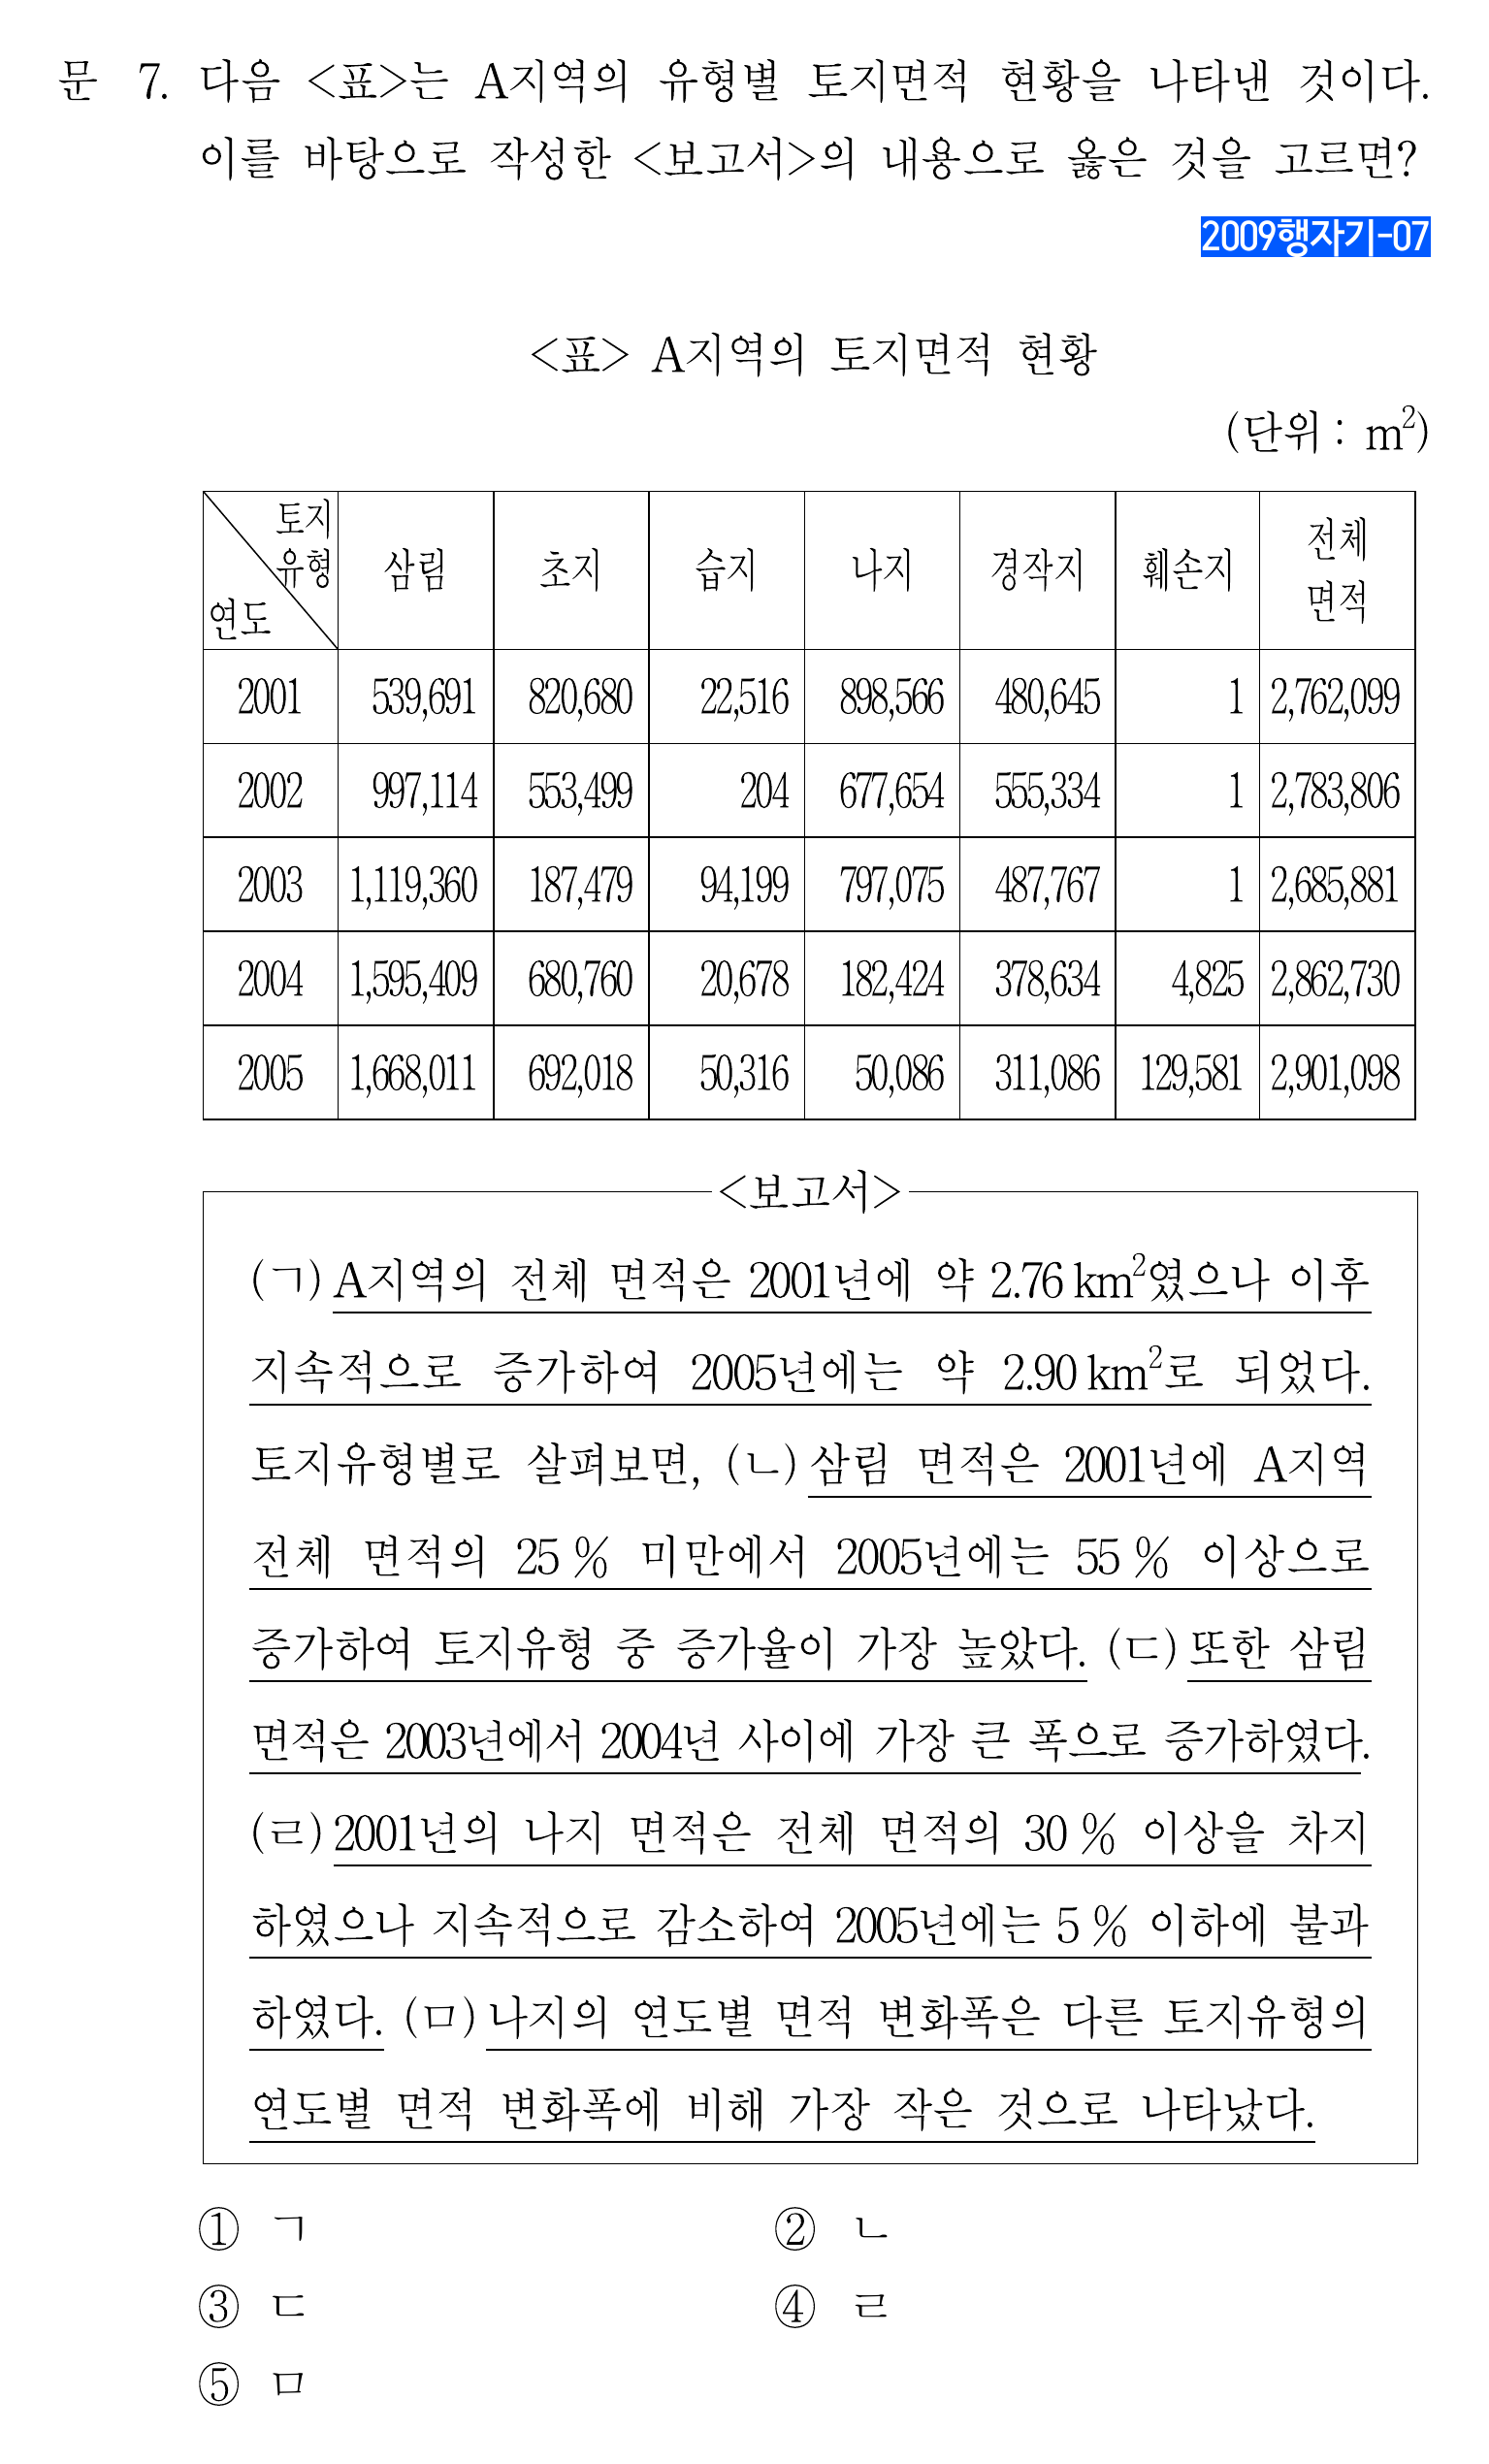 문 7. 다음 <표>는 A지역의 유형별 토지면적 현황을 나타낸 것이다.
이를 바탕으로 작성한 <보고서>의 내용으로 옳은 것을 고르면?
2009행자기-07
<표> A지역의 토지면적 현황
(단위 : m²)
토지
유형
연도 삼림 초지 습지 나지 경작지 훼손지 전체
면적
2001 539,691 820,680 22,516 898,566 480,645 1 2,762,099
2002 997,114 553,499 204 677,654 555,334 1 2,783,806
2003 1,119,360 187,479 94,199 797,075 487,767 1 2,685,881
2004 1,595,409 680,760 20,678 182,424 378,634 4,825 2,862,730
2005 1,668,011 692,018 50,316 50,086 311,086 129,581 2,901,098
<보고서>
(ㄱ) A지역의 전체 면적은 2001년에 약 2.76 km²였으나 이후
지속적으로 증가하여 2005년에는 약 2.90 km²로 되었다.
토지유형별로 살펴보면, (ㄴ) 삼림 면적은 2001년에 A지역
전체 면적의 25 % 미만에서 2005년에는 55 % 이상으로
증가하여 토지유형 중 증가율이 가장 높았다. (ㄷ) 또한 삼림
면적은 2003년에서 2004년 사이에 가장 큰 폭으로 증가하였다.
(ㄹ) 2001년의 나지 면적은 전체 면적의 30 % 이상을 차지
하였으나 지속적으로 감소하여 2005년에는 5 % 이하에 불과
하였다. (ㅁ) 나지의 연도별 면적 변화폭은 다른 토지유형의
연도별 면적 변화폭에 비해 가장 작은 것으로 나타났다.
① ㄱ ② ㄴ
③ ㄷ ④ ㄹ
⑤ ㅁ